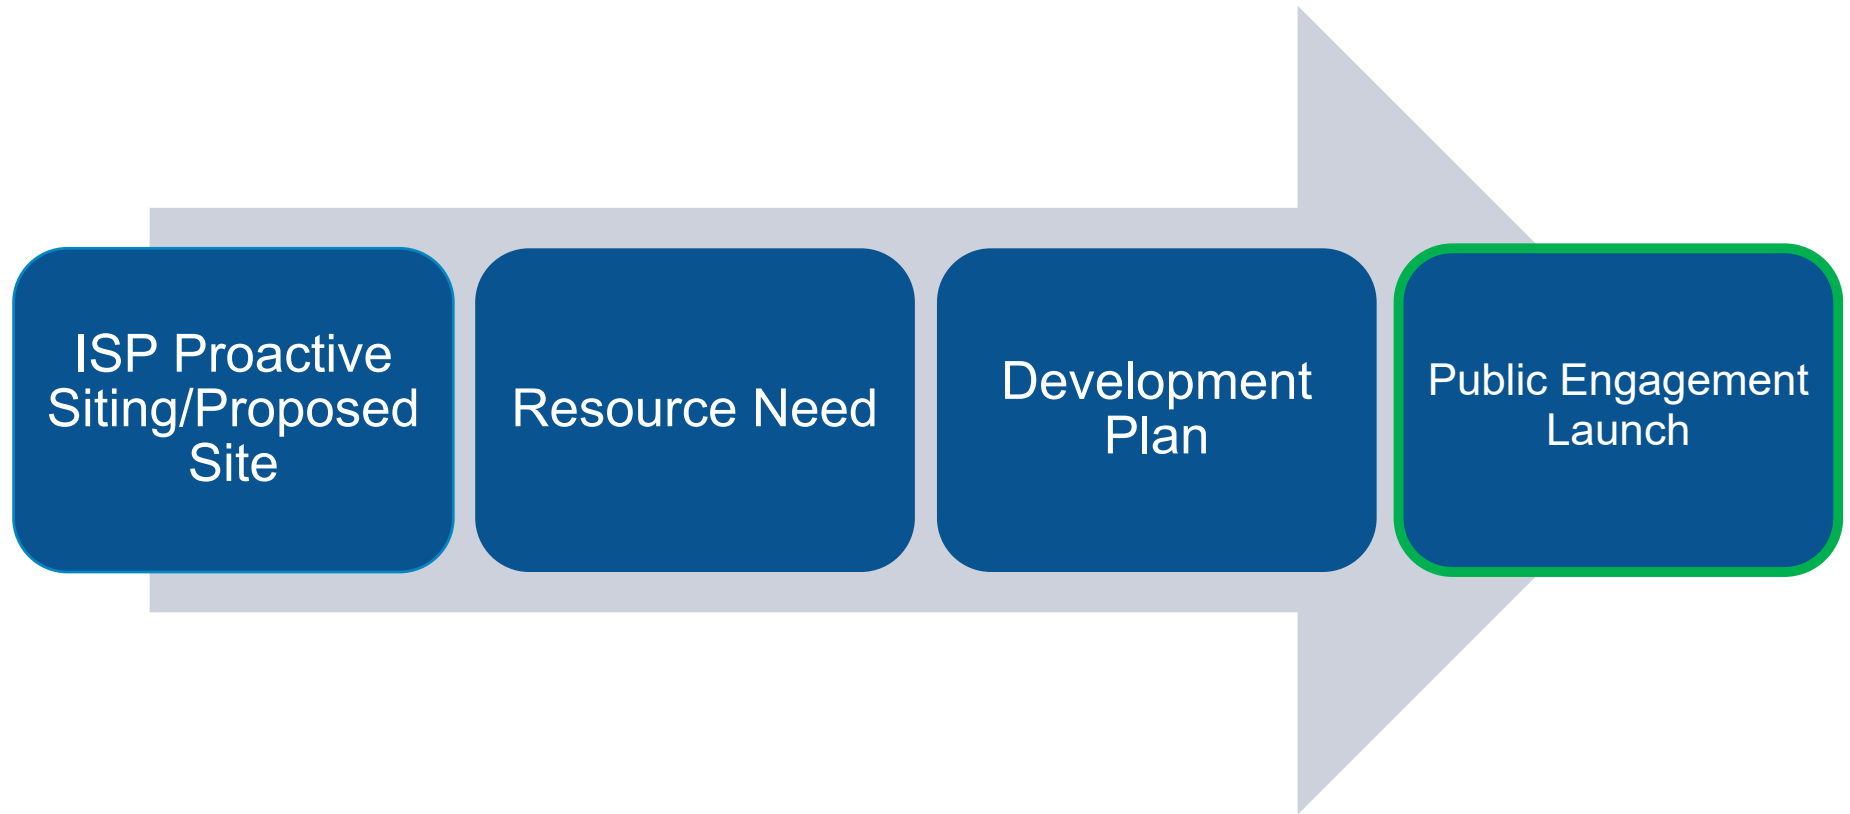 ISP Proactive
Siting/Proposed
Site
Resource Need
Development
Plan
Public Engagement
Launch